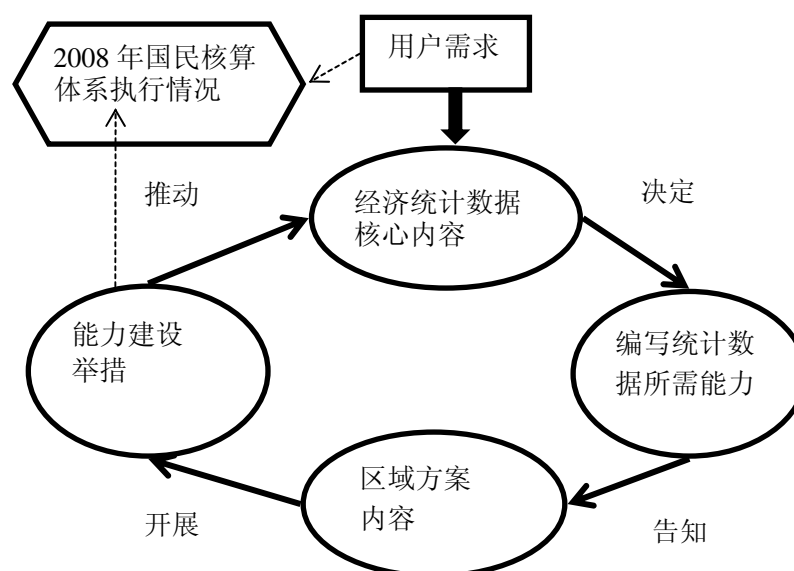 2008 年国民核算
体系执行情况
用户需求
推动
经济统计数据
核心内容
决定
能力建设
举措
编写统计数
据所需能力
区域方案
内容
开展
告知